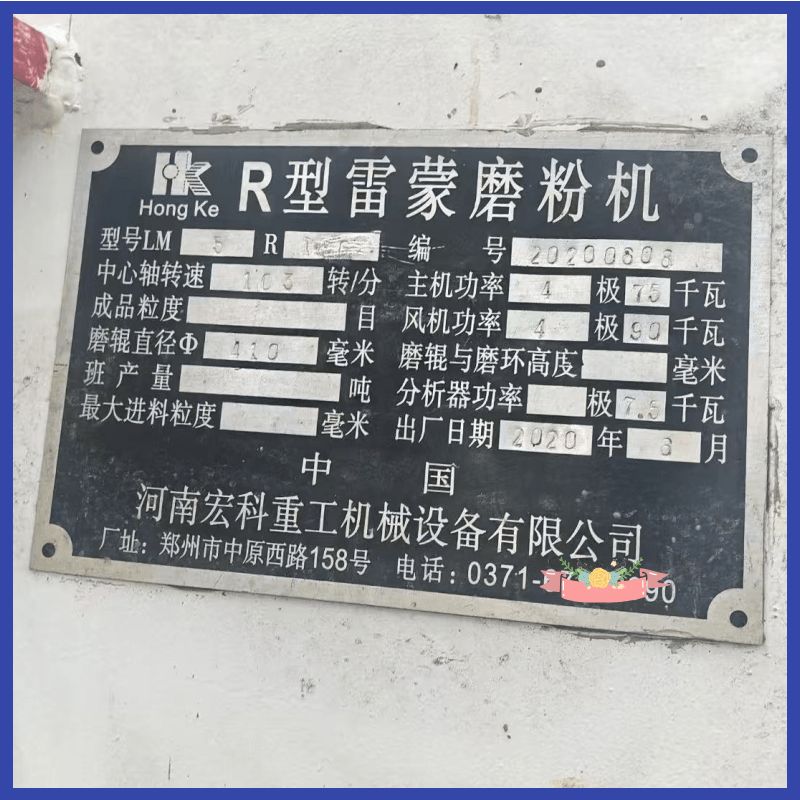 HK
Hong Ke
R型雷蒙磨粉机
型号LM 5 R 编 号 20200608
中心轴转速 103 转/分 主机功率 4 极 75 千瓦
成品粒度 目 风机功率 4 极 90 千瓦
磨辊直径Φ 410 毫米 磨辊与磨环高度 毫米
班产量 吨 分析器功率 极 7.5 千瓦
最大进料粒度 毫米 出厂日期 2020 年 6 月
中 国
河南宏科重工机械设备有限公司
厂址：郑州市中原西路158号 电话：0371- 90